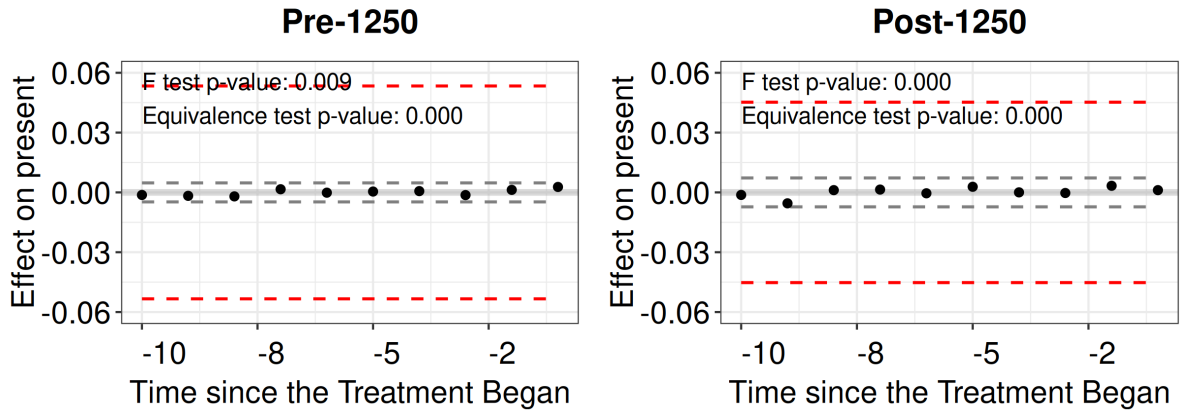 Pre-1250
Effect on present
0.06
0.03
0.00
-0.03
-0.06
F test p-value: 0.009
Equivalence test p-value: 0.000
-10
-8
-5
-2
Time since the Treatment Began
Post-1250
Effect on present
0.06
0.03
0.00
-0.03
-0.06
F test p-value: 0.000
Equivalence test p-value: 0.000
-10
-8
-5
-2
Time since the Treatment Began